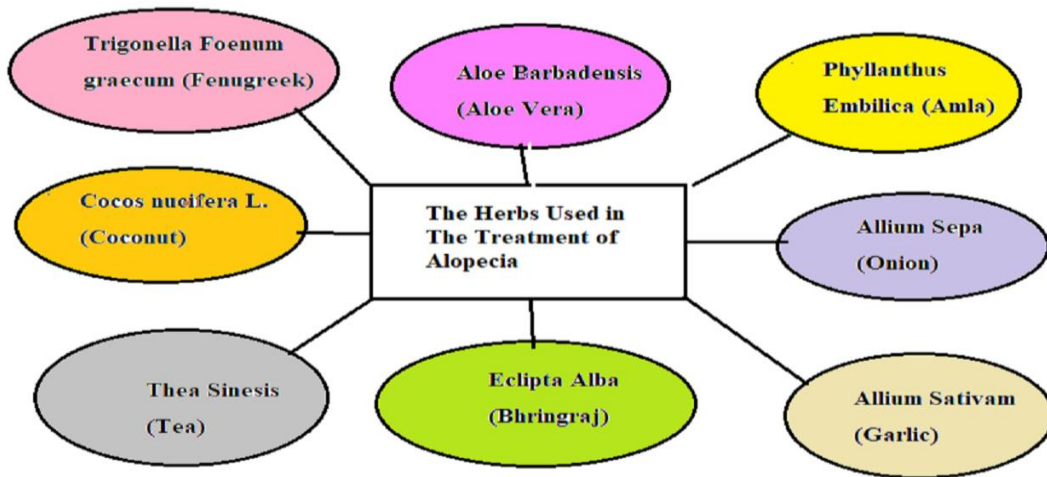 Trigonella Foenum
graecum (Fenugreek)
Aloe Barbadensis
(Aloe Vera)
Phyllanthus
Embilica (Amla)
Cocos nucifera L.
(Coconut)
The Herbs Used in
The Treatment of
Alopecia
Allium Sepa
(Onion)
Thea Sinesis
(Tea)
Eclipta Alba
(Bhringraj)
Allium Sativam
(Garlic)